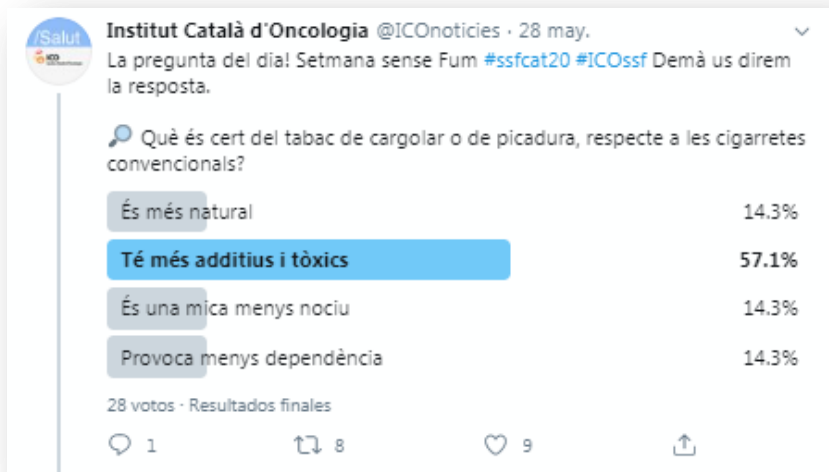 /Salut
ICO
Institut Català d'Oncologia @ICOnoticies · 28 may.
La pregunta del dia! Setmana sense Fum #ssfcat20 #ICOssf Demà us direm
la resposta.
🔎 Què és cert del tabac de cargolar o de picadura, respecte a les cigarretes
convencionals?
És més natural 14.3%
Té més additius i tòxics 57.1%
És una mica menys nociu 14.3%
Provoca menys dependència 14.3%
28 votos · Resultados finales
1 8 9